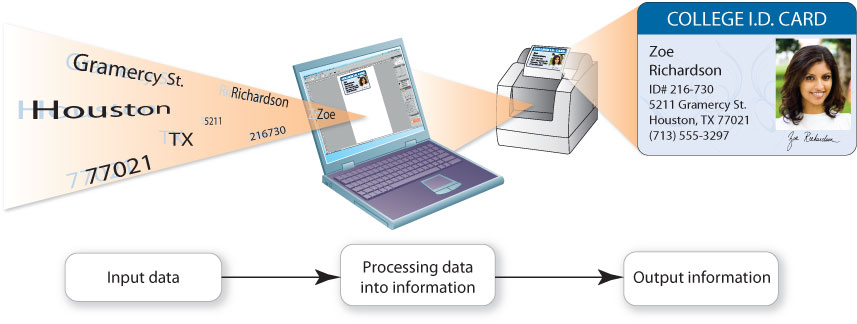 Gramercy St.
Houston
Richardson
5211
Zoe
TX
216730
77021
COLLEGE I.D. CARD
Zoe
Richardson
ID# 216-730
5211 Gramercy St.
Houston, TX 77021
(713) 555-3297
Zoe Richardson
Input data
Processing data
into information
Output information